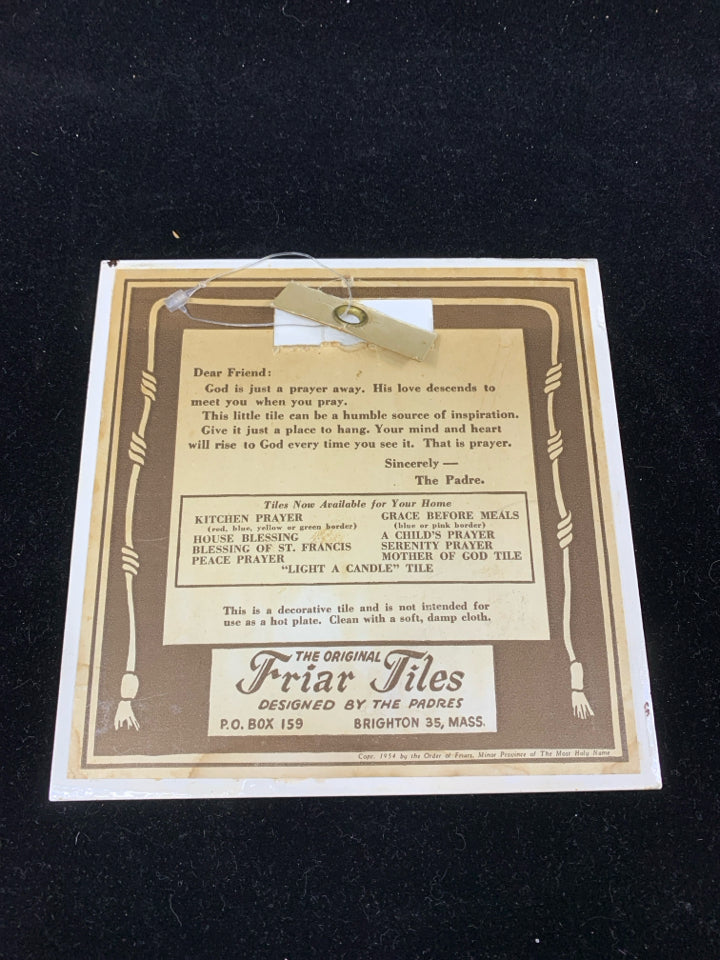 Dear Friend:
God is just a prayer away. His love descends to
meet you when you pray.
This little tile can be a humble source of inspiration.
Give it just a place to hang. Your mind and heart
will rise to God every time you see it. That is prayer.
Sincerely —
The Padre.
Tiles Now Available for Your Home
KITCHEN PRAYER
(red, blue, yellow or green border)
HOUSE BLESSING
BLESSING OF ST. FRANCIS
PEACE PRAYER
GRACE BEFORE MEALS
(blue or pink border)
A CHILD'S PRAYER
SERENITY PRAYER
MOTHER OF GOD TILE
"LIGHT A CANDLE" TILE
This is a decorative tile and is not intended for
use as a hot plate. Clean with a soft, damp cloth.
THE ORIGINAL
Friar Tiles
DESIGNED BY THE PADRES
P.O. BOX 159 BRIGHTON 35, MASS.
Copr. 1954 by the Order of Friars, Minor Province of The Most Holy Name